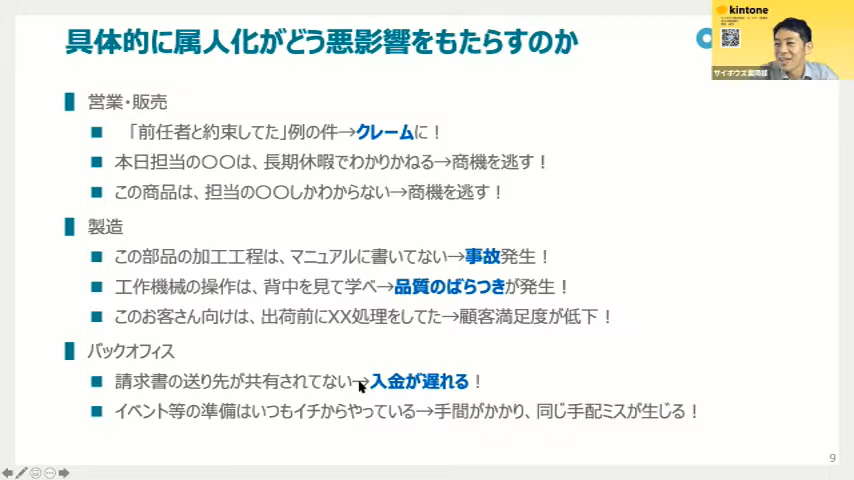 具体的に属人化がどう悪影響をもたらすのか
kintone
営業・販売
「前任者と約束してた」例の件→クレームに！
本日担当の〇〇は、長期休暇でわかりかねる→商機を逃す！
この商品は、担当の〇〇しかわからない→商機を逃す！
製造
この部品の加工工程は、マニュアルに書いてない→事故発生！
工作機械の操作は、背中を見て学べ→品質のばらつきが発生！
このお客さん向けは、出荷前にXX処理をしてた→顧客満足度が低下！
バックオフィス
請求書の送り先が共有されてない→入金が遅れる！
イベント等の準備はいつもイチからやっている→手間がかかり、同じ手配ミスが生じる！
9